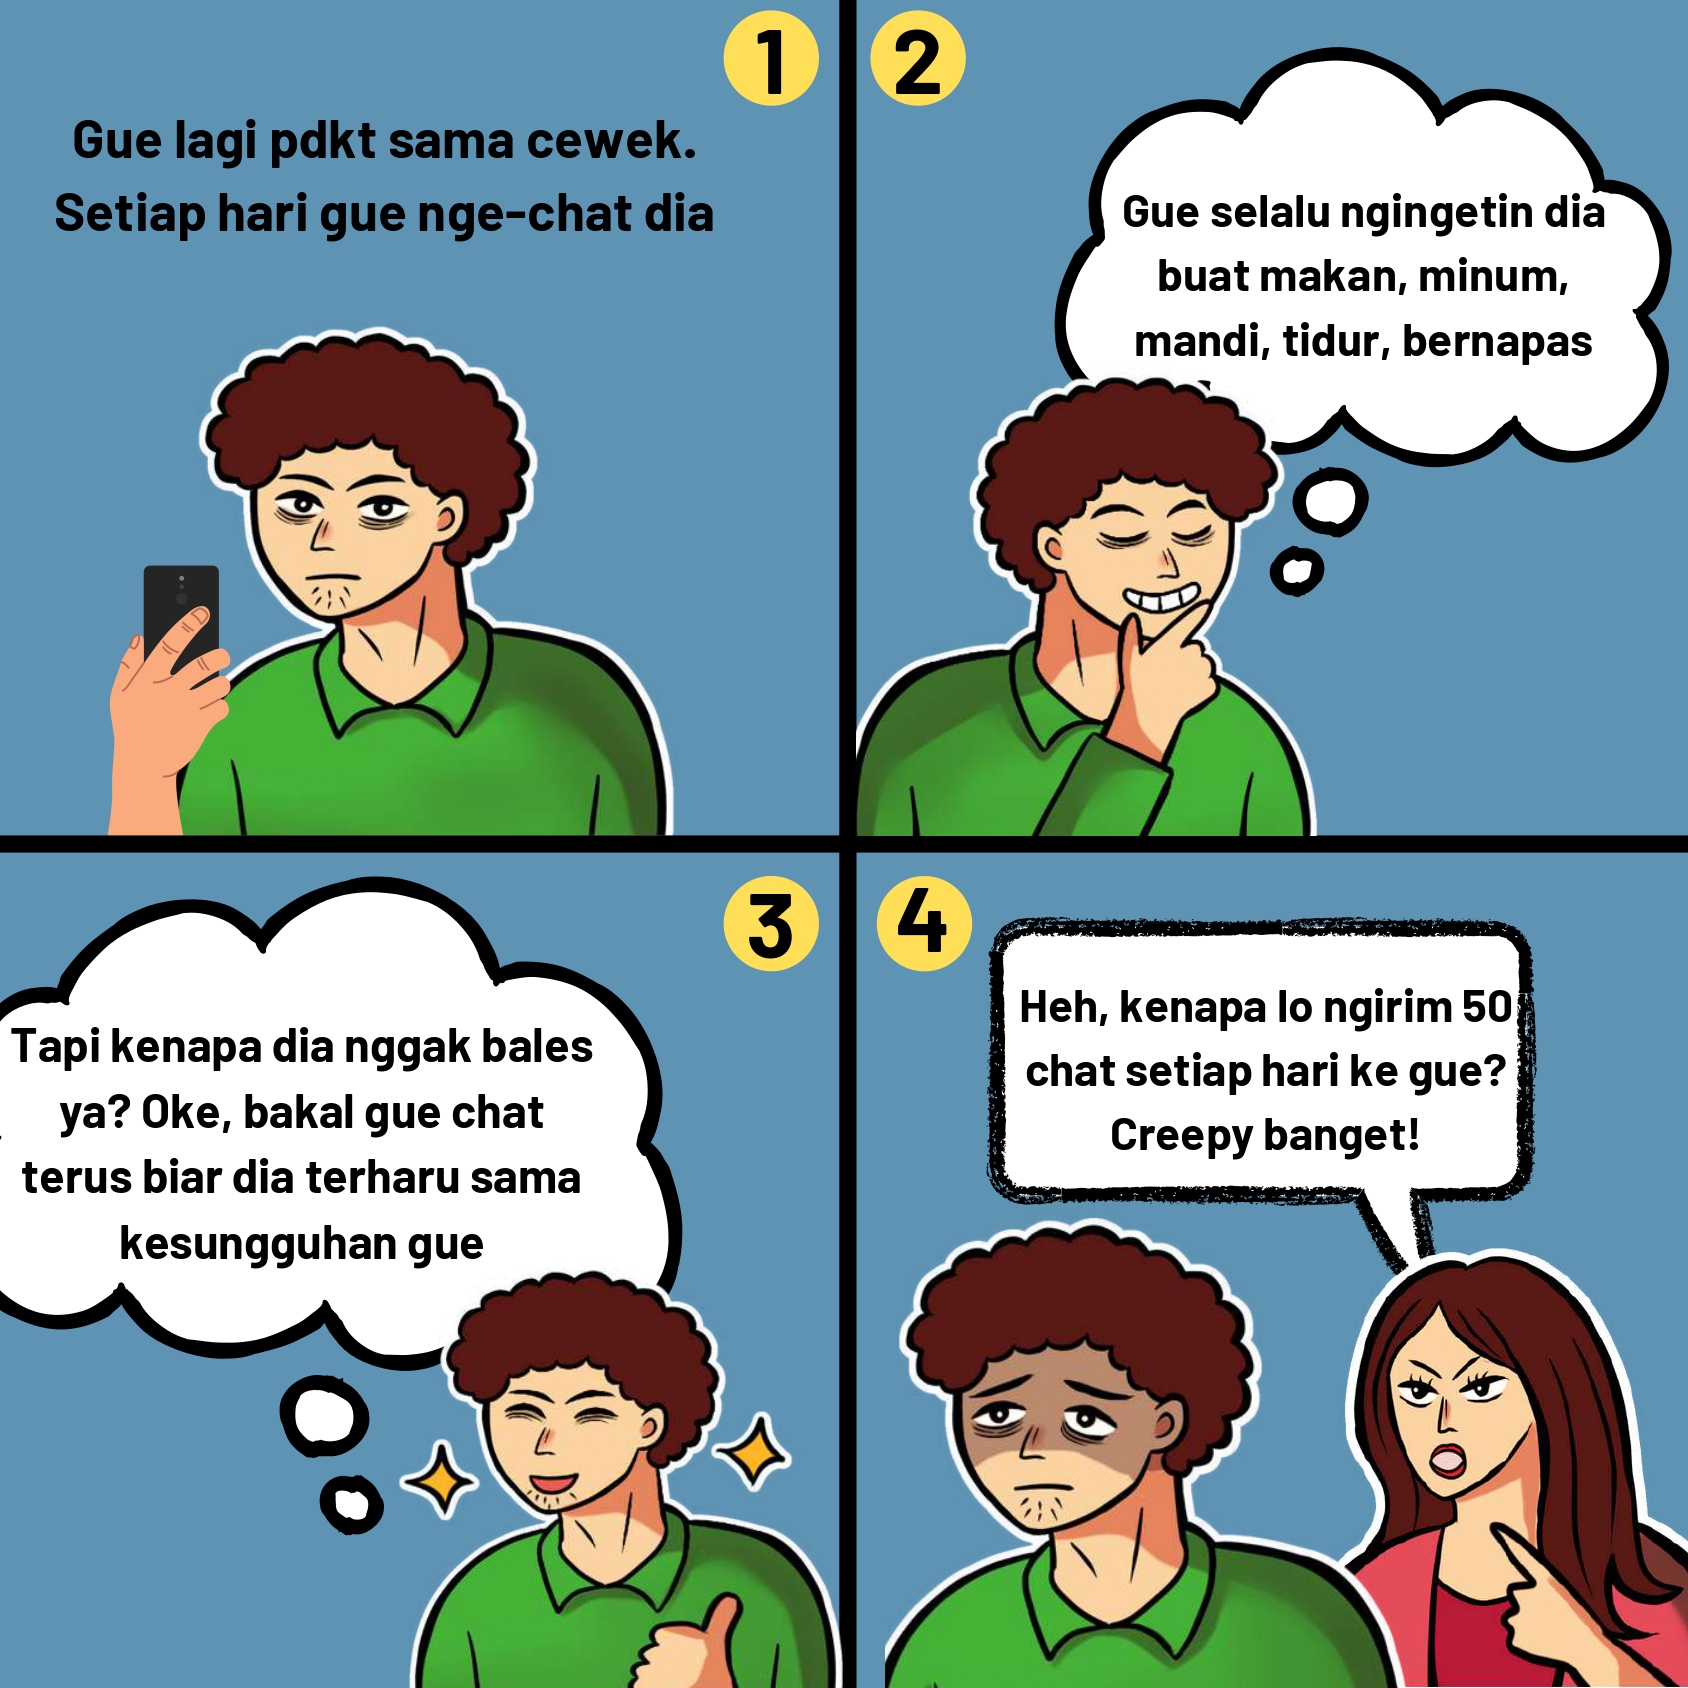 1
Gue lagi pdkt sama cewek.
Setiap hari gue nge-chat dia
2
Gue selalu ngingetin dia
buat makan, minum,
mandi, tidur, bernapas
3
Tapi kenapa dia nggak bales
ya? Oke, bakal gue chat
terus biar dia terharu sama
kesungguhan gue
4
Heh, kenapa lo ngirim 50
chat setiap hari ke gue?
Creepy banget!